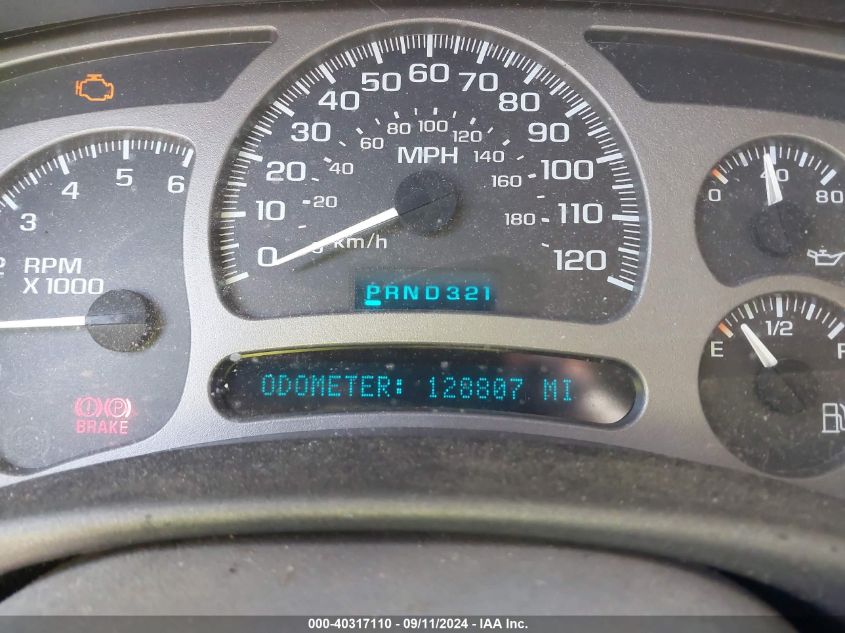 3 4 5 6
2 RPM
X 1000
BRAKE
P
0 10 20 30 40 50 60 70 80 90 100 110 120
20 40 60 80 100 120 140 160 180
MPH
km/h
PRND321
ODOMETER: 128807 MI
0 40 80
E 1/2 F
000-40317110 - 09/11/2024 - IAA Inc.